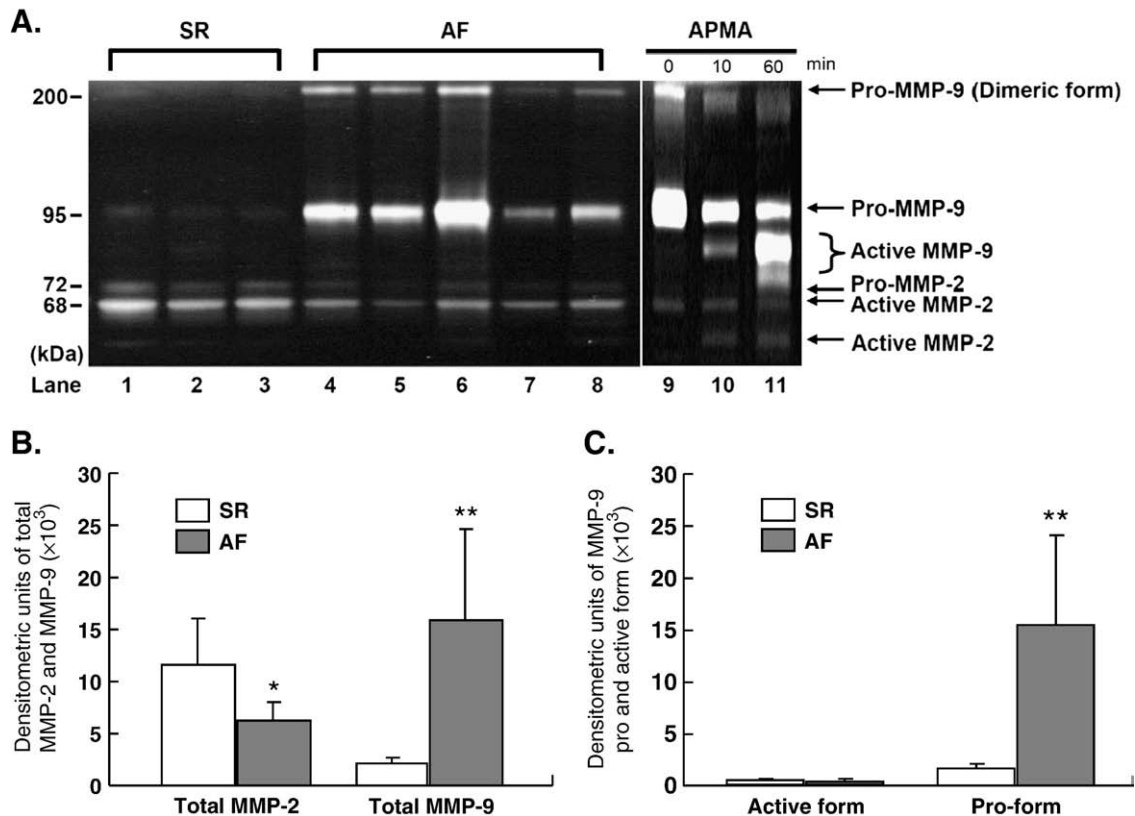 A.
SR
AF
APMA
0 10 60 min
200
95
72
68
(kDa)
Pro-MMP-9 (Dimeric form)
Pro-MMP-9
Active MMP-9
Pro-MMP-2
Active MMP-2
Active MMP-2
Lane 1 2 3 4 5 6 7 8 9 10 11
B.
Densitometric units of total
MMP-2 and MMP-9 (×10³)
30
25
20
15
10
5
0
SR
AF
*
**
Total MMP-2 Total MMP-9
C.
Densitometric units of MMP-9
pro and active form (×10³)
30
25
20
15
10
5
0
SR
AF
**
Active form Pro-form